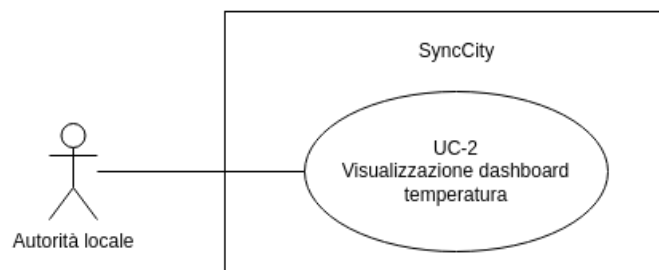 SyncCity
UC-2
Visualizzazione dashboard
temperatura
Autorità locale